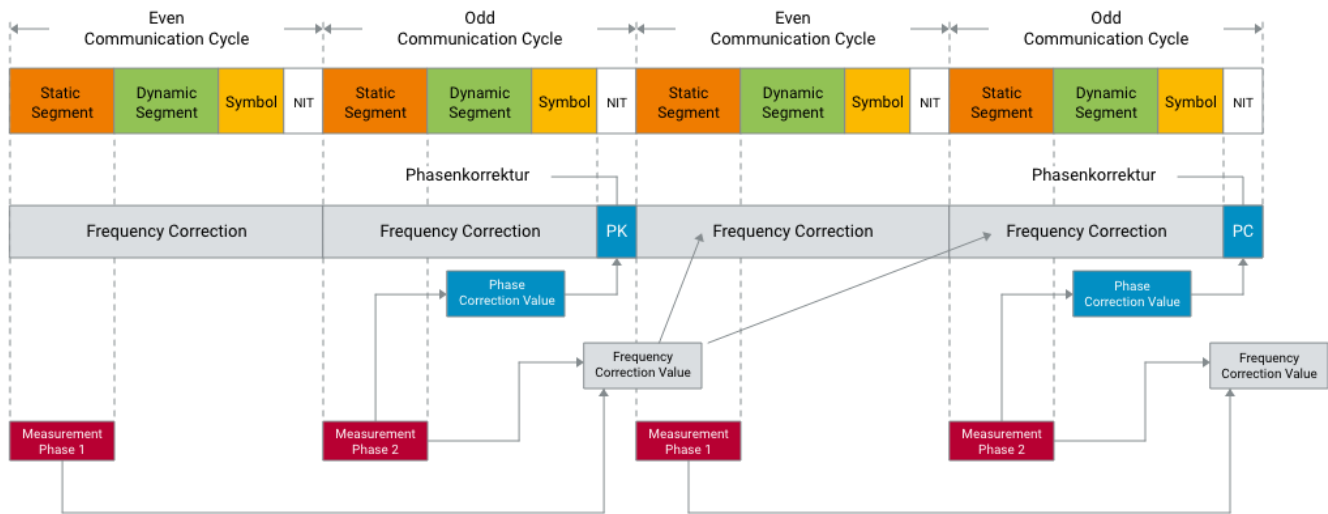 Even
Communication Cycle
Odd
Communication Cycle
Even
Communication Cycle
Odd
Communication Cycle
Static
Segment
Dynamic
Segment
Symbol
NIT
Static
Segment
Dynamic
Segment
Symbol
NIT
Static
Segment
Dynamic
Segment
Symbol
NIT
Static
Segment
Dynamic
Segment
Symbol
NIT
Phasenkorrektur
Phasenkorrektur
Frequency Correction
Frequency Correction
PK
Frequency Correction
Frequency Correction
PC
Phase
Correction Value
Phase
Correction Value
Frequency
Correction Value
Frequency
Correction Value
Measurement
Phase 1
Measurement
Phase 2
Measurement
Phase 1
Measurement
Phase 2